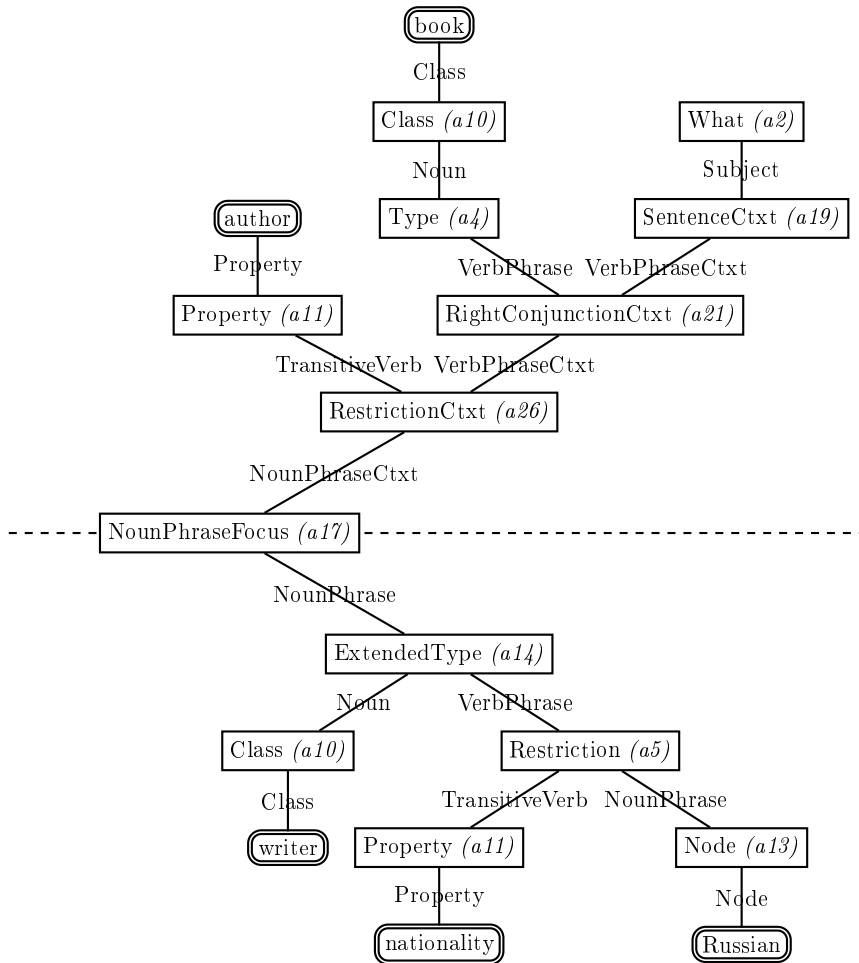 book
Class
Class (a10) What (a2)
Noun Subject
author Type (a4) SentenceCtxt (a19)
Property VerbPhrase VerbPhraseCtxt
Property (a11) RightConjunctionCtxt (a21)
TransitiveVerb VerbPhraseCtxt
RestrictionCtxt (a26)
NounPhraseCtxt
NounPhraseFocus (a17)
NounPhrase
ExtendedType (a14)
Noun VerbPhrase
Class (a10) Restriction (a5)
Class TransitiveVerb NounPhrase
writer Property (a11) Node (a13)
Property Node
nationality Russian